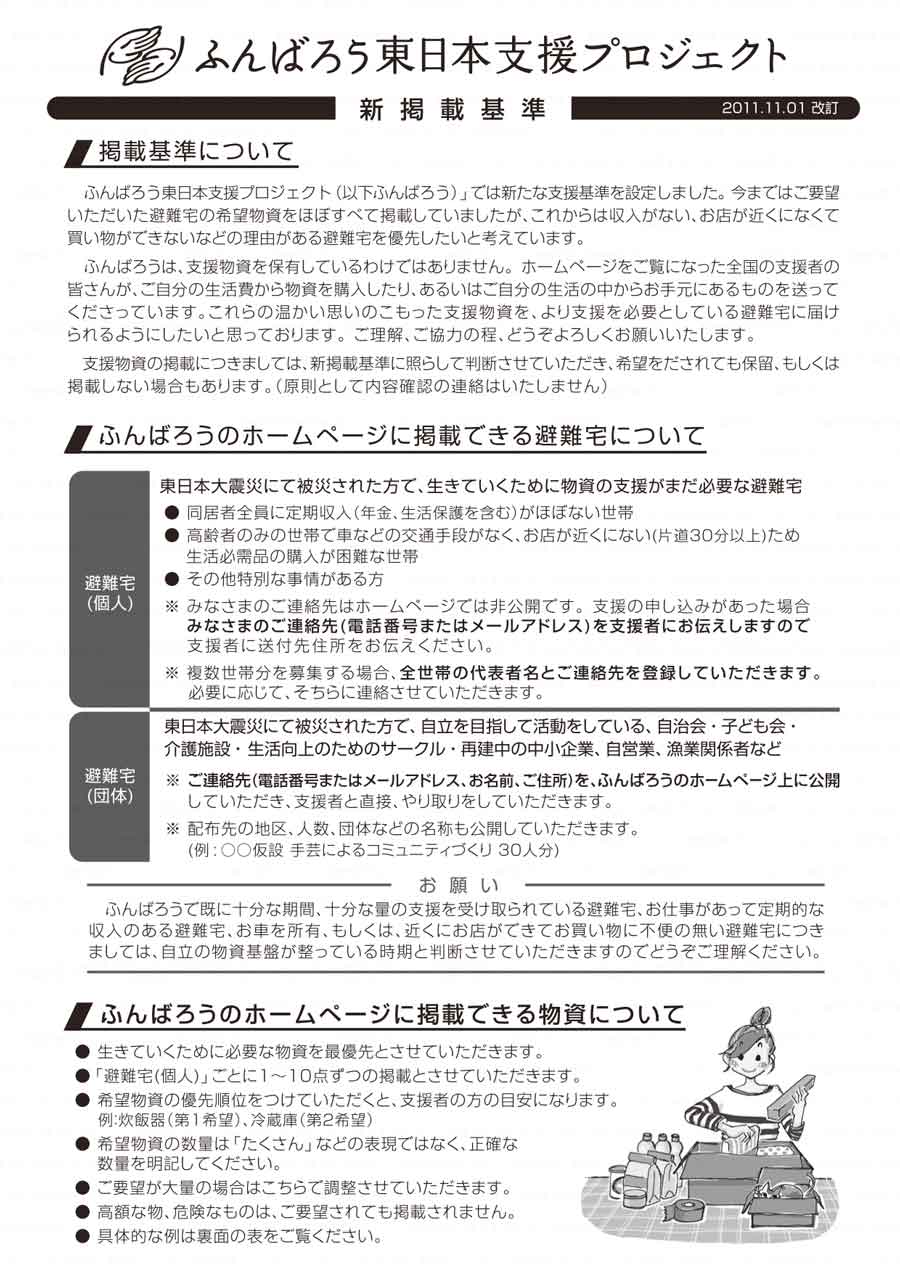 ふんばろう東日本支援プロジェクト
新掲載基準
2011.11.01 改訂
掲載基準について
ふんばろう東日本支援プロジェクト（以下ふんばろう）」では新たな支援基準を設定しました。今まではご要望
いただいた避難宅の希望物資をほぼすべて掲載していましたが、これからは収入がない、お店が近くになくて
買い物ができないなどの理由がある避難宅を優先したいと考えています。
ふんばろうは、支援物資を保有しているわけではありません。ホームページをご覧になった全国の支援者の
皆さんが、ご自分の生活費から物資を購入したり、あるいはご自分の生活の中からお手元にあるものを送って
くださっています。これらの温かい思いのこもった支援物資を、より支援を必要としている避難宅に届け
られるようにしたいと思っております。ご理解、ご協力の程、どうぞよろしくお願いいたします。
支援物資の掲載につきましては、新掲載基準に照らして判断させていただき、希望をだされても保留、もしくは
掲載しない場合もあります。（原則として内容確認の連絡はいたしません）
ふんばろうのホームページに掲載できる避難宅について
避難宅
(個人)
東日本大震災にて被災された方で、生きていくために物資の支援がまだ必要な避難宅
● 同居者全員に定期収入（年金、生活保護を含む）がほぼない世帯
● 高齢者のみの世帯で車などの交通手段がなく、お店が近くにない(片道30分以上)ため
生活必需品の購入が困難な世帯
● その他特別な事情がある方
※ みなさまのご連絡先はホームページでは非公開です。支援の申し込みがあった場合
みなさまのご連絡先(電話番号またはメールアドレス)を支援者にお伝えしますので
支援者に送付先住所をお伝えください。
※ 複数世帯分を募集する場合、全世帯の代表者名とご連絡先を登録していただきます。
必要に応じて、そちらに連絡させていただきます。
避難宅
(団体)
東日本大震災にて被災された方で、自立を目指して活動をしている、自治会・子ども会・
介護施設・生活向上のためのサークル・再建中の中小企業、自営業、漁業関係者など
※ ご連絡先(電話番号またはメールアドレス、お名前、ご住所)を、ふんばろうのホームページ上に公開
していただき、支援者と直接、やり取りをしていただきます。
※ 配布先の地区、人数、団体などの名称も公開していただきます。
(例：○○仮設 手芸によるコミュニティづくり 30人分)
お願い
ふんばろうで既に十分な期間、十分な量の支援を受け取られている避難宅、お仕事があって定期的な
収入のある避難宅、お車を所有、もしくは、近くにお店ができてお買い物に不便の無い避難宅につき
ましては、自立の物資基盤が整っている時期と判断させていただきますのでどうぞご理解ください。
ふんばろうのホームページに掲載できる物資について
● 生きていくために必要な物資を最優先とさせていただきます。
● 「避難宅(個人)」ごとに1～10点ずつの掲載とさせていただきます。
● 希望物資の優先順位をつけていただくと、支援者の方の目安になります。
例:炊飯器（第1希望）、冷蔵庫（第2希望）
● 希望物資の数量は「たくさん」などの表現ではなく、正確な
数量を明記してください。
● ご要望が大量の場合はこちらで調整させていただきます。
● 高額な物、危険なものは、ご要望されても掲載されません。
● 具体的な例は裏面の表をご覧ください。